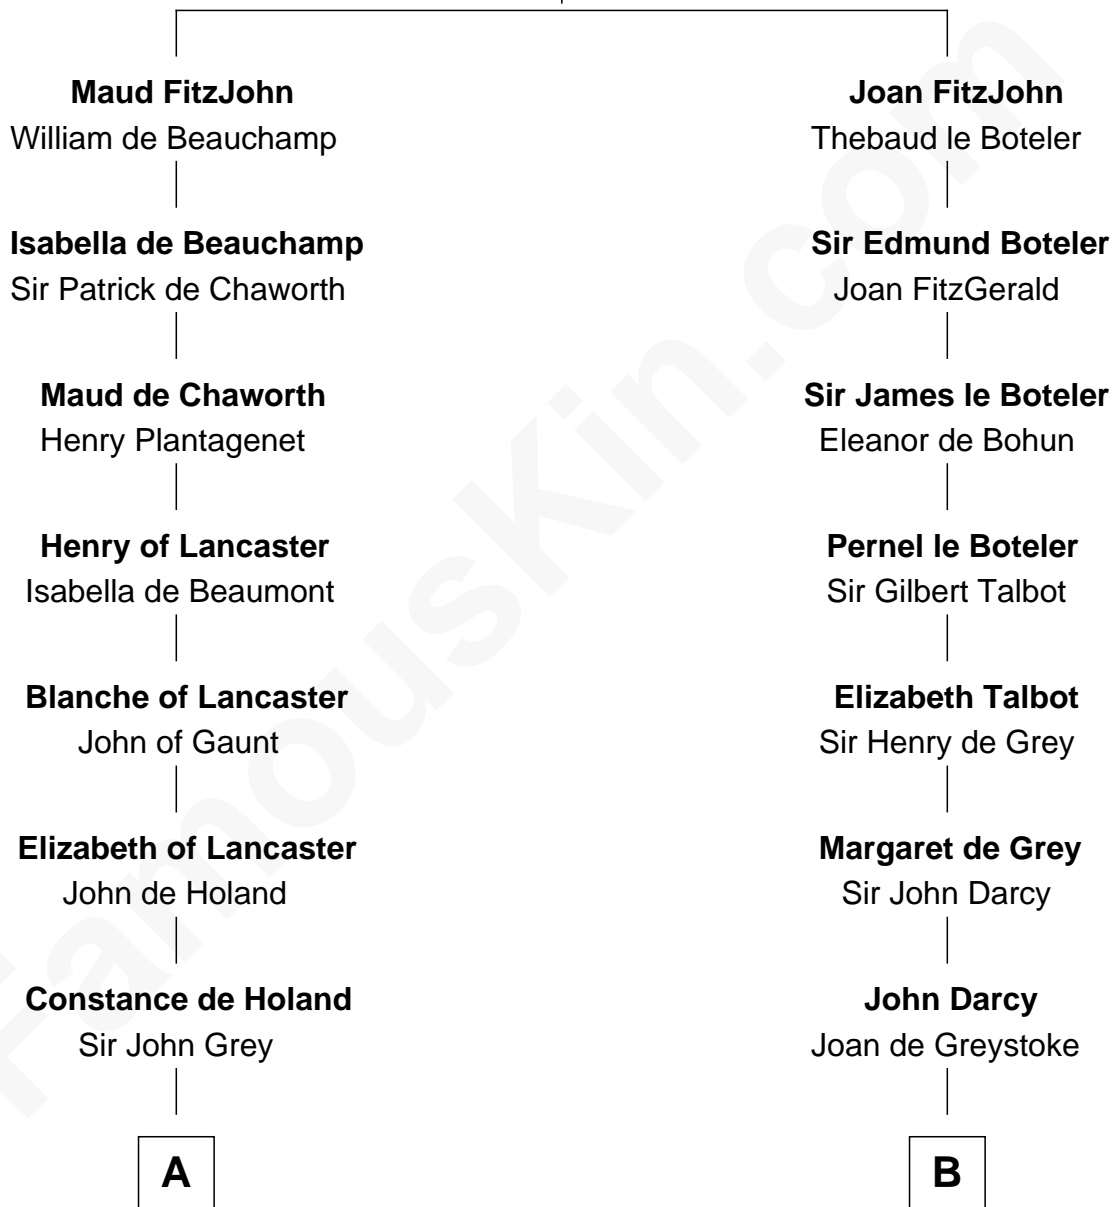 Maud FitzJohn
William de Beauchamp
Isabella de Beauchamp
Sir Patrick de Chaworth
Maud de Chaworth
Henry Plantagenet
Henry of Lancaster
Isabella de Beaumont
Blanche of Lancaster
John of Gaunt
Elizabeth of Lancaster
John de Holand
Constance de Holand
Sir John Grey
A
Joan FitzJohn
Thebaud le Boteler
Sir Edmund Boteler
Joan FitzGerald
Sir James le Boteler
Eleanor de Bohun
Pernel le Boteler
Sir Gilbert Talbot
Elizabeth Talbot
Sir Henry de Grey
Margaret de Grey
Sir John Darcy
John Darcy
Joan de Greystoke
B
FamousKin.com